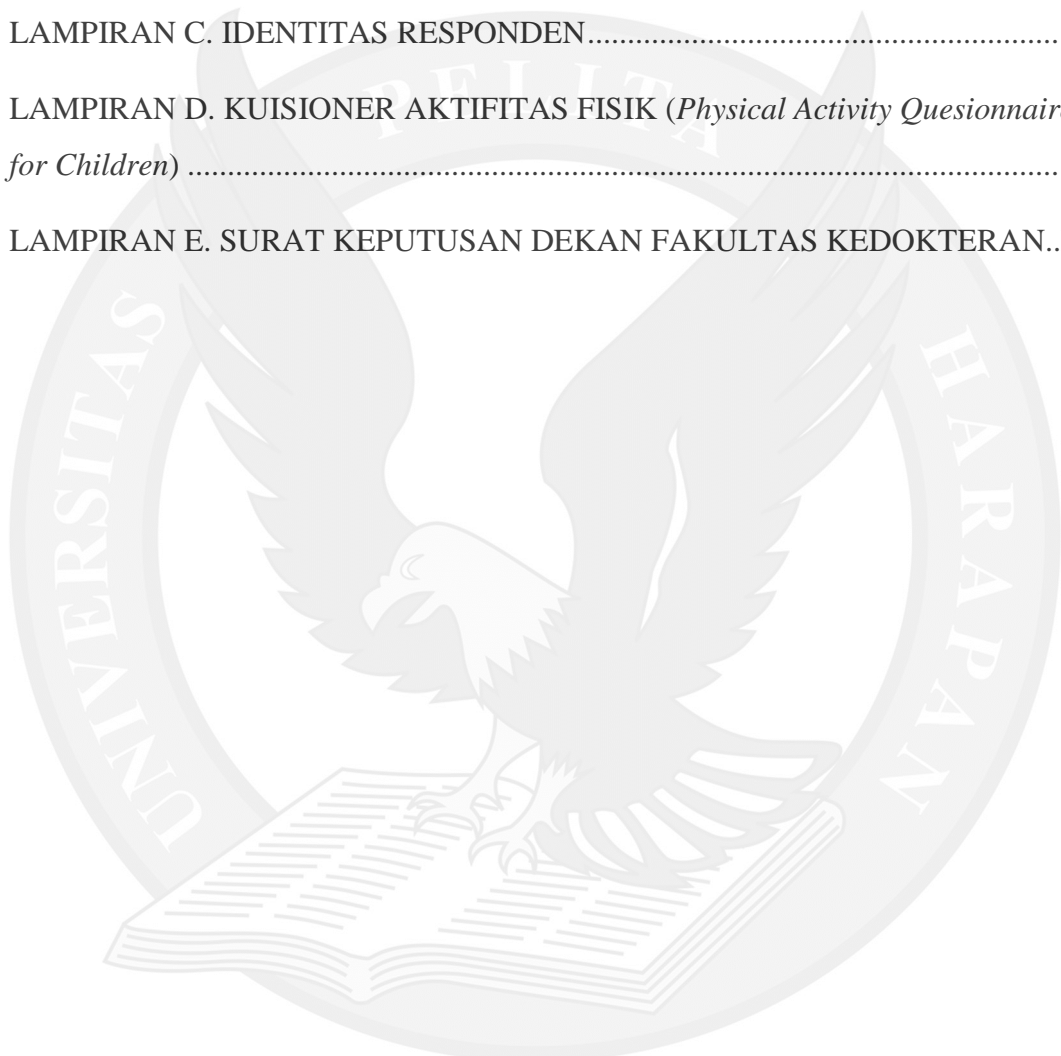 LAMPIRAN C. IDENTITAS RESPONDEN..........................................................
LAMPIRAN D. KUISIONER AKTIFITAS FISIK (Physical Activity Quesionnair
for Children) ............................................................................................................
LAMPIRAN E. SURAT KEPUTUSAN DEKAN FAKULTAS KEDOKTERAN..
UNIVERSITAS PELITA HARAPAN